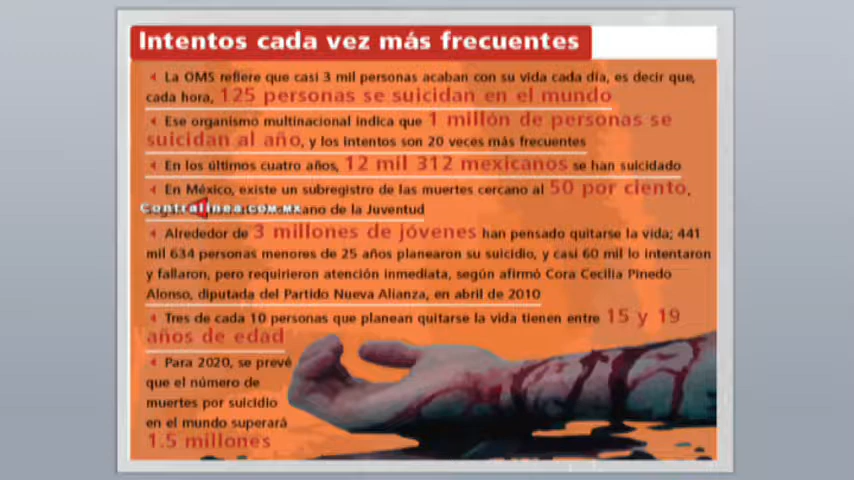 Intentos cada vez más frecuentes
La OMS refiere que casi 3 mil personas acaban con su vida cada día, es decir que,
cada hora, 125 personas se suicidan en el mundo
Ese organismo multinacional indica que 1 millón de personas se
suicidan al año, y los intentos son 20 veces más frecuentes
En los últimos cuatro años, 12 mil 312 mexicanos se han suicidado
En México, existe un subregistro de las muertes cercano al 50 por ciento,
Contralinea.com.mx
ano de la Juventud
Alrededor de 3 millones de jóvenes han pensado quitarse la vida; 441
mil 634 personas menores de 25 años planearon su suicidio, y casi 60 mil lo intentaron
y fallaron, pero requirieron atención inmediata, según afirmó Cora Cecilia Pinedo
Alonso, diputada del Partido Nueva Alianza, en abril de 2010
Tres de cada 10 personas que planean quitarse la vida tienen entre 15 y 19
años de edad
Para 2020, se prevé
que el número de
muertes por suicidio
en el mundo superará
1.5 millones